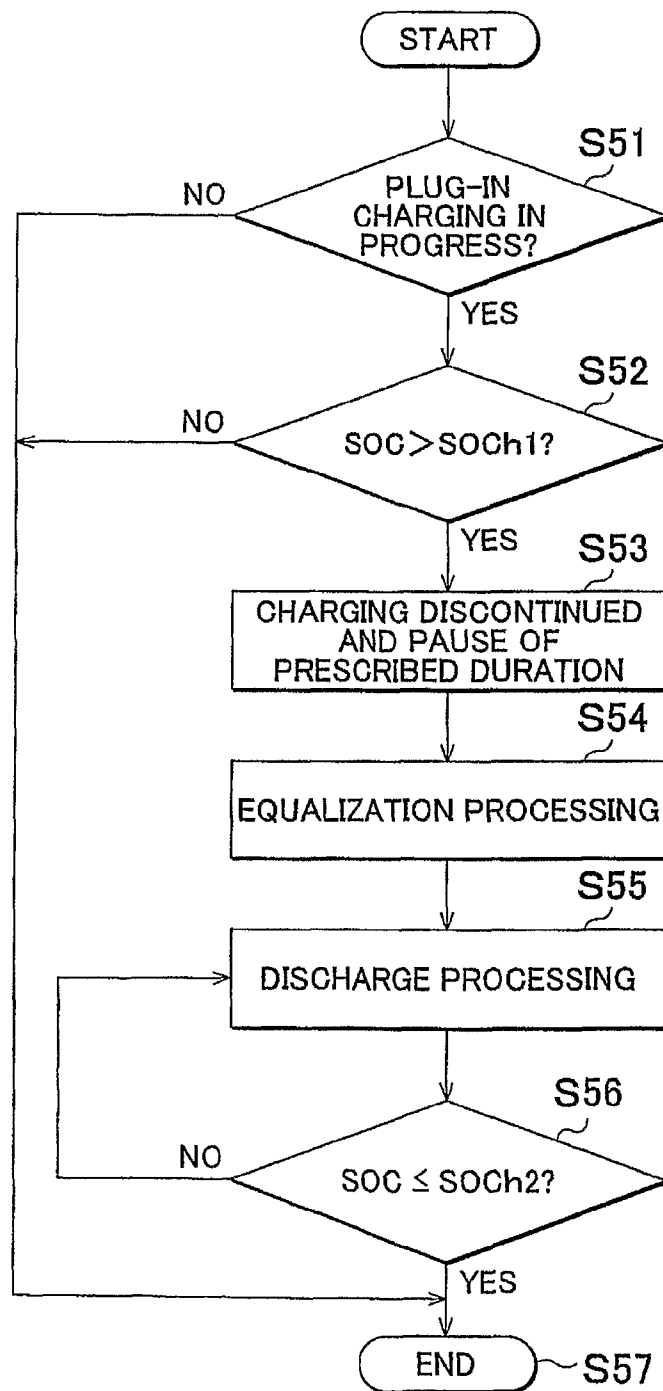 START
S51
NO
PLUG-IN
CHARGING IN
PROGRESS?
YES
S52
NO
SOC>SOCh1?
YES
S53
CHARGING DISCONTINUED
AND PAUSE OF
PRESCRIBED DURATION
S54
EQUALIZATION PROCESSING
S55
DISCHARGE PROCESSING
S56
NO
SOC ≤ SOCh2?
YES
END
S57